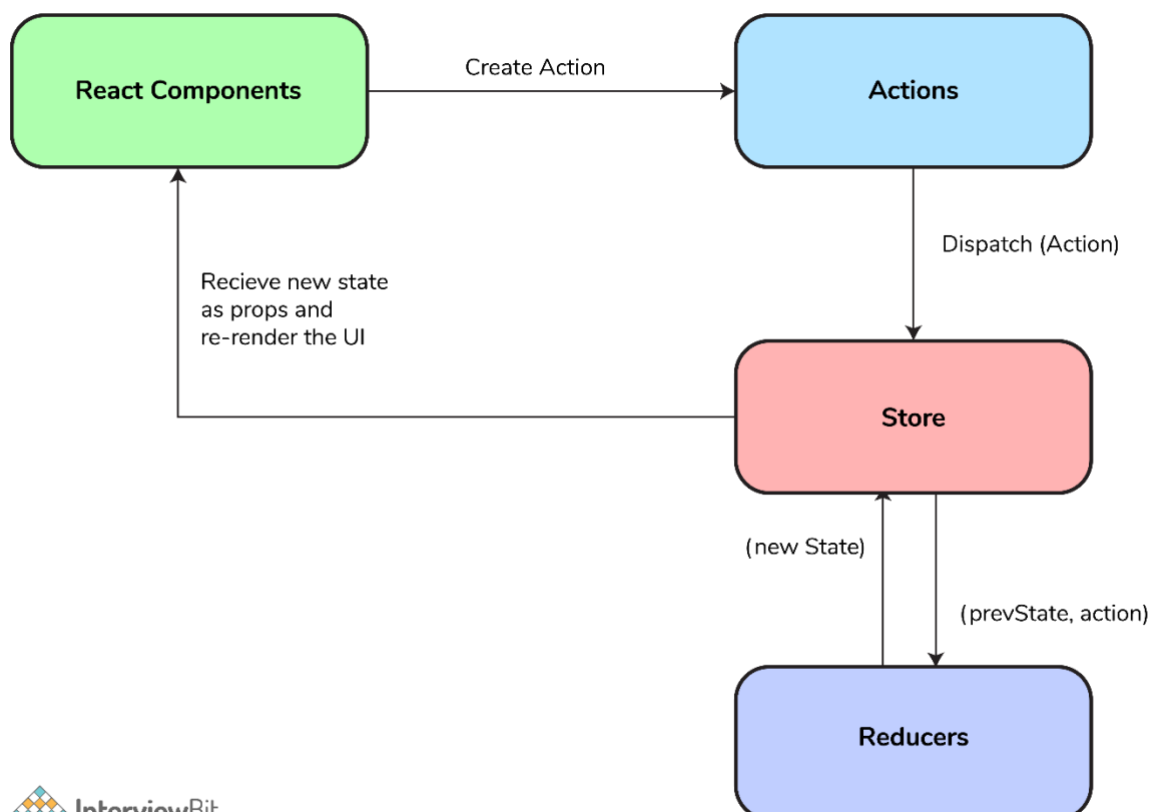 React Components
Create Action
Actions
Dispatch (Action)
Recieve new state
as props and
re-render the UI
Store
(new State)
(prevState, action)
Reducers
InterviewBit